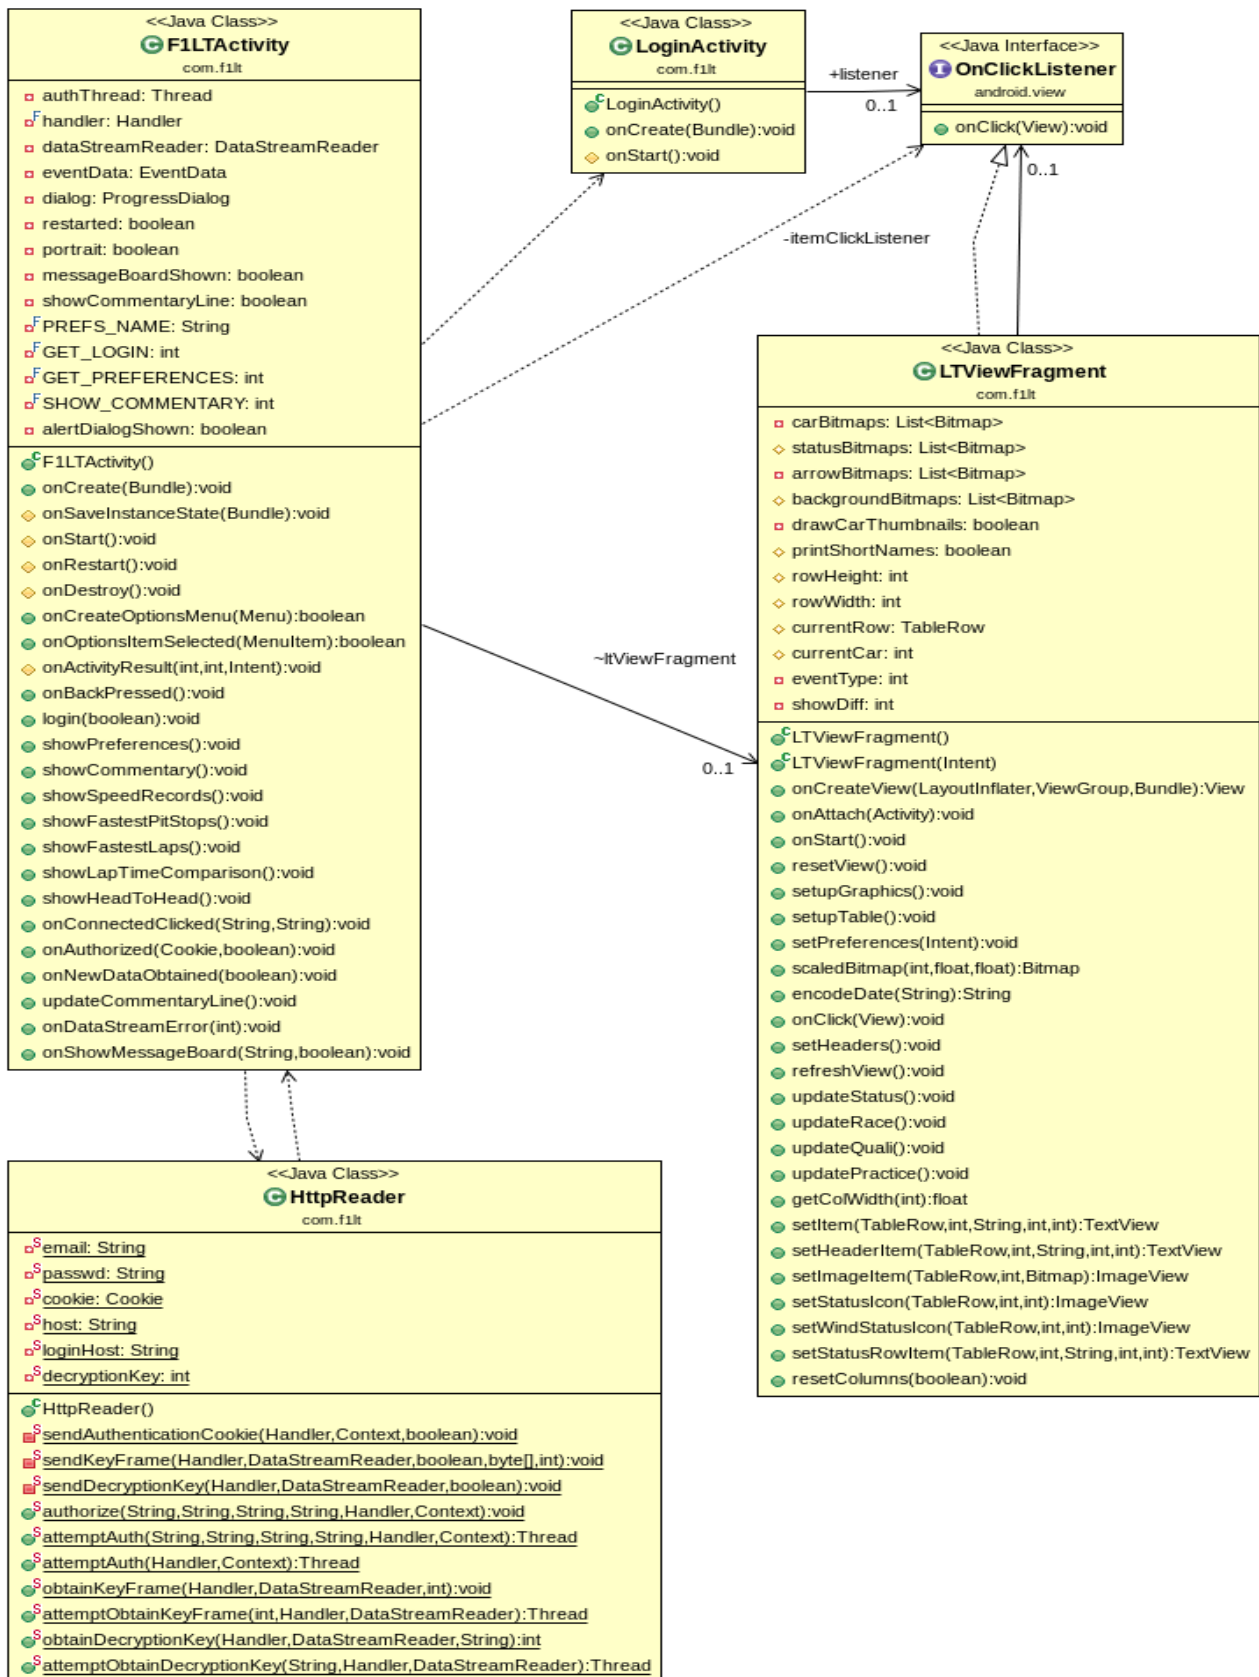 <<Java Class>>
F1LTActivity
com.f1lt
authThread: Thread
handler: Handler
dataStreamReader: DataStreamReader
eventData: EventData
dialog: ProgressDialog
restarted: boolean
portrait: boolean
messageBoardShown: boolean
showCommentaryLine: boolean
PREFS_NAME: String
GET_LOGIN: int
GET_PREFERENCES: int
SHOW_COMMENTARY: int
alertDialogShown: boolean
F1LTActivity()
onCreate(Bundle):void
onSaveInstanceState(Bundle):void
onStart():void
onRestart():void
onDestroy():void
onCreateOptionsMenu(Menu):boolean
onOptionsItemSelected(MenuItem):boolean
onActivityResult(int,int,Intent):void
onBackPressed():void
login(boolean):void
showPreferences():void
showCommentary():void
showSpeedRecords():void
showFastestPitStops():void
showFastestLaps():void
showLapTimeComparison():void
showHeadToHead():void
onConnectedClicked(String,String):void
onAuthorized(Cookie,boolean):void
onNewDataObtained(boolean):void
updateCommentaryLine():void
onDataStreamError(int):void
onShowMessageBoard(String,boolean):void
<<Java Class>>
LoginActivity
com.f1lt
LoginActivity()
onCreate(Bundle):void
onStart():void
+listener
0..1
<<Java Interface>>
OnClickListener
android.view
onClick(View):void
0..1
-itemClickListener
~ltViewFragment
0..1
<<Java Class>>
LTViewFragment
com.f1lt
carBitmaps: List<Bitmap>
statusBitmaps: List<Bitmap>
arrowBitmaps: List<Bitmap>
backgroundBitmaps: List<Bitmap>
drawCarThumbnails: boolean
printShortNames: boolean
rowHeight: int
rowWidth: int
currentRow: TableRow
currentCar: int
eventType: int
showDiff: int
LTViewFragment()
LTViewFragment(Intent)
onCreateView(LayoutInflater,ViewGroup,Bundle):View
onAttach(Activity):void
onStart():void
resetView():void
setupGraphics():void
setupTable():void
setPreferences(Intent):void
scaledBitmap(int,float,float):Bitmap
encodeDate(String):String
onClick(View):void
setHeaders():void
refreshView():void
updateStatus():void
updateRace():void
updateQuali():void
updatePractice():void
getColWidth(int):float
setItem(TableRow,int,String,int,int):TextView
setHeaderItem(TableRow,int,String,int,int):TextView
setImageItem(TableRow,int,Bitmap):ImageView
setStatusIcon(TableRow,int,int):ImageView
setWindStatusIcon(TableRow,int,int):ImageView
setStatusRowItem(TableRow,int,String,int,int):TextView
resetColumns(boolean):void
<<Java Class>>
HttpReader
com.f1lt
email: String
passwd: String
cookie: Cookie
host: String
loginHost: String
decryptionKey: int
HttpReader()
sendAuthenticationCookie(Handler,Context,boolean):void
sendKeyFrame(Handler,DataStreamReader,boolean,byte[],int):void
sendDecryptionKey(Handler,DataStreamReader,boolean):void
authorize(String,String,String,String,Handler,Context):void
attemptAuth(String,String,String,String,Handler,Context):Thread
attemptAuth(Handler,Context):Thread
obtainKeyFrame(Handler,DataStreamReader,int):void
attemptObtainKeyFrame(int,Handler,DataStreamReader):Thread
obtainDecryptionKey(Handler,DataStreamReader,String):int
attemptObtainDecryptionKey(String,Handler,DataStreamReader):Thread